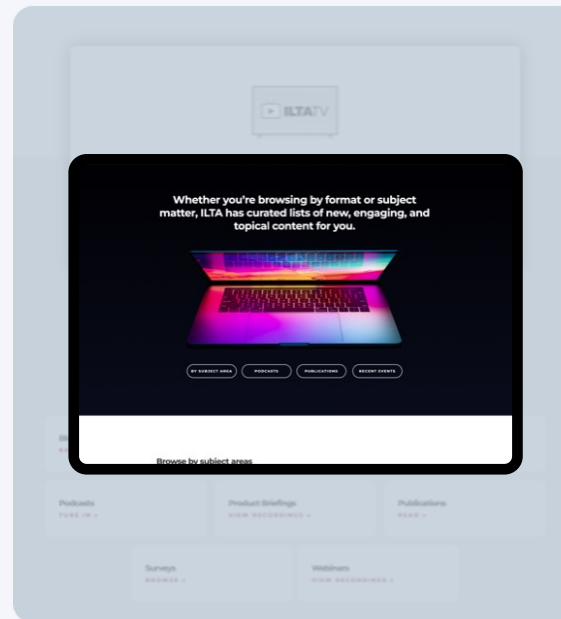 ILTATV
Whether you're browsing by format or subject
matter, ILTA has curated lists of new, engaging, and
topical content for you.
BY SUBJECT AREA
PODCASTS
PUBLICATIONS
RECENT EVENTS
Browse by subject areas
Podcasts
TUNE IN
Product Briefings
VIEW RECORDINGS
Publications
READ
Surveys
BROWSE
Webinars
VIEW RECORDINGS